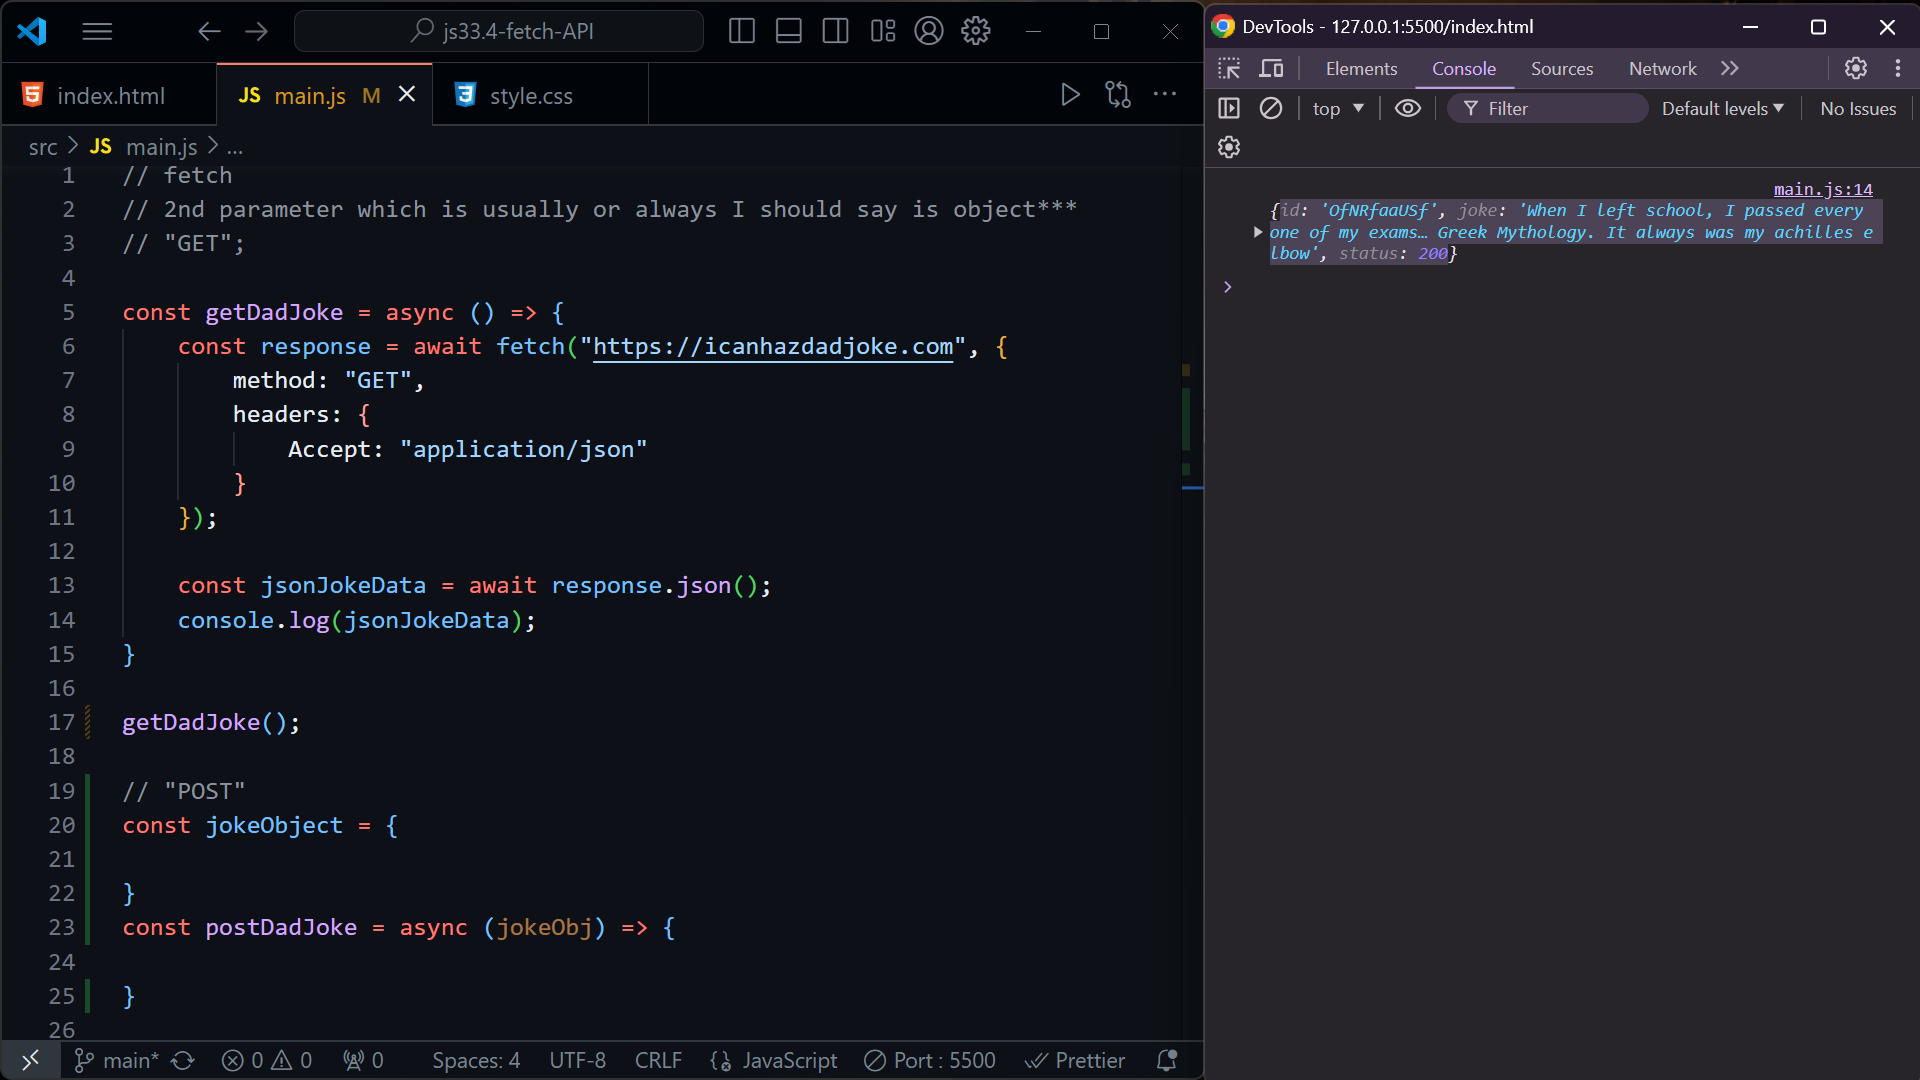 js33.4-fetch-API
index.html
JS main.js M
style.css
src > JS main.js > ...
1 // fetch
2 // 2nd parameter which is usually or always I should say is object***
3 // "GET";
4
5 const getDadJoke = async () => {
6 const response = await fetch("https://icanhazdadjoke.com", {
7 method: "GET",
8 headers: {
9 Accept: "application/json"
10 }
11 });
12
13 const jsonJokeData = await response.json();
14 console.log(jsonJokeData);
15 }
16
17 getDadJoke();
18
19 // "POST"
20 const jokeObject = {
21
22 }
23 const postDadJoke = async (jokeObj) => {
24
25 }
26
main* 0 0 0 Spaces: 4 UTF-8 CRLF {} JavaScript Port : 5500 Prettier
DevTools - 127.0.0.1:5500/index.html
Elements Console Sources Network
top Filter Default levels No Issues
main.js:14
{id: 'OfNRfaaUSf', joke: 'When I left school, I passed every
one of my exams… Greek Mythology. It always was my achilles e
lbow', status: 200}